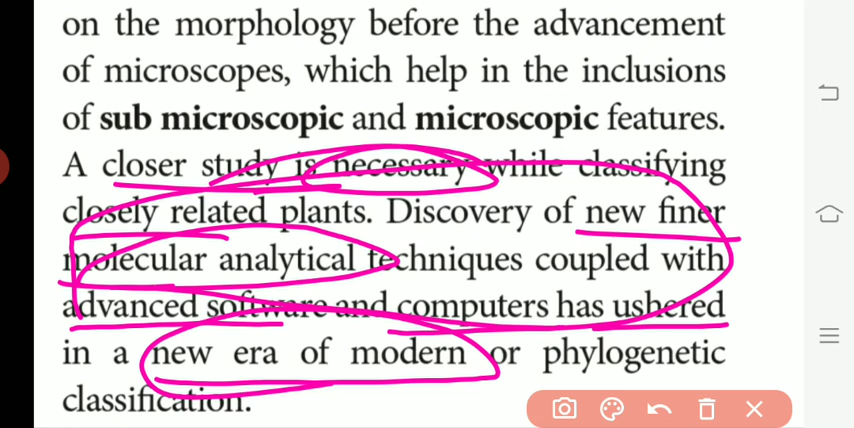 on the morphology before the advancement
of microscopes, which help in the inclusions
of sub microscopic and microscopic features.
A closer study is necessary while classifying
closely related plants. Discovery of new finer
molecular analytical techniques coupled with
advanced software and computers has ushered
in a new era of modern or phylogenetic
classification.